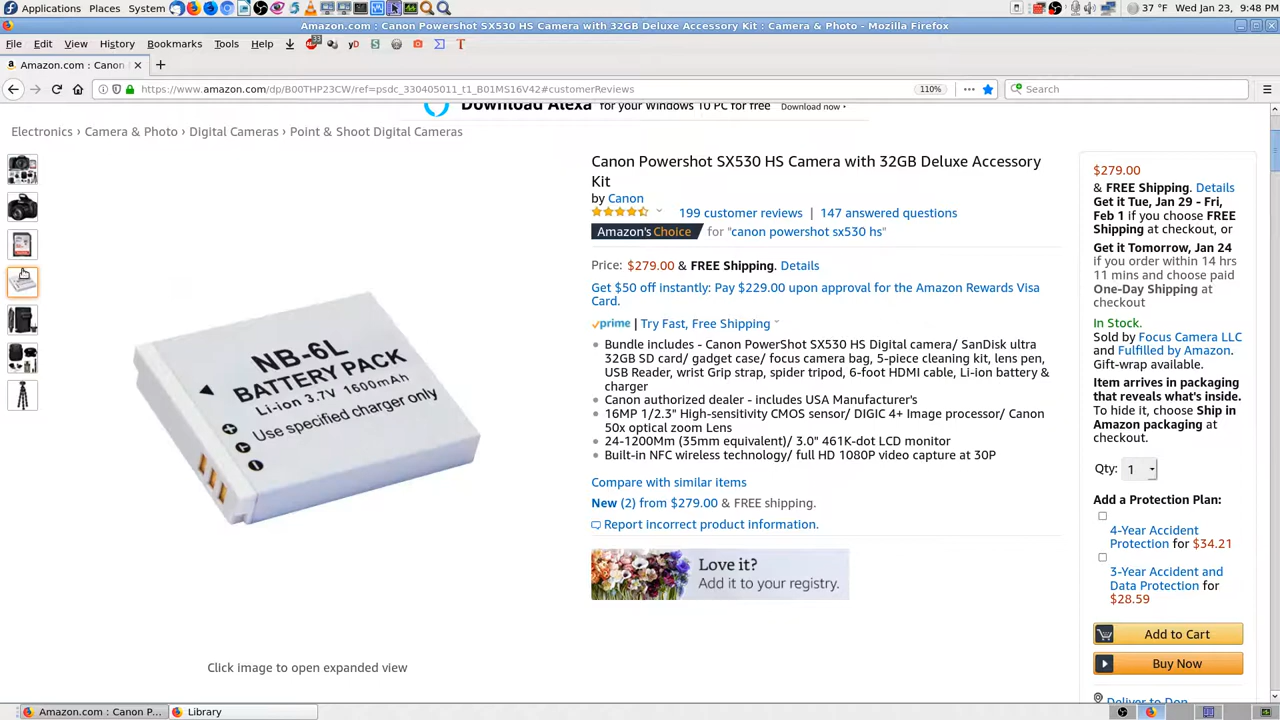 Applications Places System
37 °F Wed Jan 23, 9:48 PM
Amazon.com : Canon Powershot SX530 HS Camera with 32GB Deluxe Accessory Kit : Camera & Photo - Mozilla Firefox
File Edit View History Bookmarks Tools Help
Amazon.com : Canon
https://www.amazon.com/dp/B00THP23CW/ref=psdc_330405011_t1_B01MS16V42#customerReviews 110% Search
Download Alexa for your Windows 10 PC for free Download now ›
Electronics › Camera & Photo › Digital Cameras › Point & Shoot Digital Cameras
Canon Powershot SX530 HS Camera with 32GB Deluxe Accessory
Kit
by Canon
199 customer reviews | 147 answered questions
Amazon's Choice for "canon powershot sx530 hs"
Price: $279.00 & FREE Shipping. Details
Get $50 off instantly: Pay $229.00 upon approval for the Amazon Rewards Visa
Card.
prime | Try Fast, Free Shipping
Bundle includes - Canon PowerShot SX530 HS Digital camera/ SanDisk ultra
32GB SD card/ gadget case/ focus camera bag, 5-piece cleaning kit, lens pen,
USB Reader, wrist Grip strap, spider tripod, 6-foot HDMI cable, Li-ion battery &
charger
Canon authorized dealer - includes USA Manufacturer's
16MP 1/2.3" High-sensitivity CMOS sensor/ DIGIC 4+ Image processor/ Canon
50x optical zoom Lens
24-1200Mm (35mm equivalent)/ 3.0" 461K-dot LCD monitor
Built-in NFC wireless technology/ full HD 1080P video capture at 30P
Compare with similar items
New (2) from $279.00 & FREE shipping.
Report incorrect product information.
Love it?
Add it to your registry.
NB-6L
BATTERY PACK
Li-ion 3.7V 1600mAh
Use specified charger only
Click image to open expanded view
$279.00
& FREE Shipping. Details
Get it Tue, Jan 29 - Fri,
Feb 1 if you choose FREE
Shipping at checkout, or
Get it Tomorrow, Jan 24
if you order within 14 hrs
11 mins and choose paid
One-Day Shipping at
checkout
In Stock.
Sold by Focus Camera LLC
and Fulfilled by Amazon.
Gift-wrap available.
Item arrives in packaging
that reveals what's inside.
To hide it, choose Ship in
Amazon packaging at
checkout.
Qty: 1
Add a Protection Plan:
4-Year Accident
Protection for $34.21
3-Year Accident and
Data Protection for
$28.59
Add to Cart
Buy Now
Deliver to Don
Amazon.com : Canon P... Library